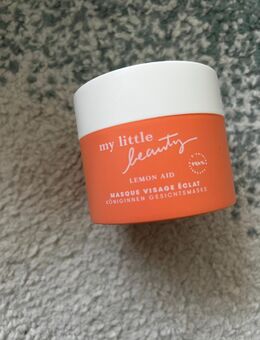 my little
beauty
LEMON AID
MASQUE VISAGE ÉCLAT
KÖNIGINNEN GESICHTSMASKE